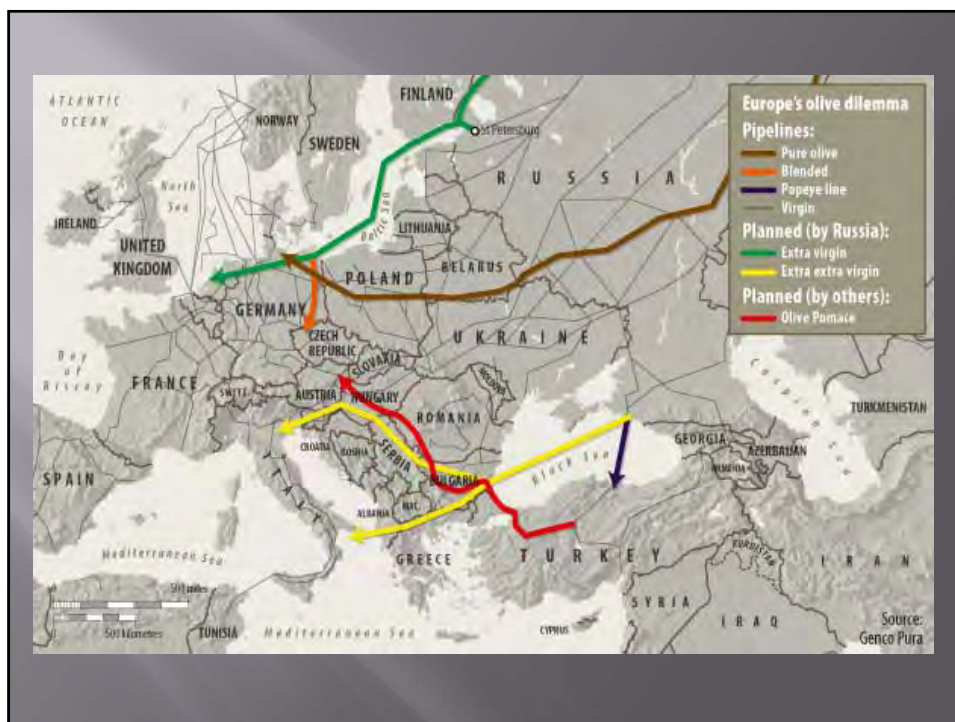 ATLANTIC
OCEAN
NORWAY
FINLAND
SWEDEN
St Petersburg
RUSSIA
North
Sea
Baltic Sea
IRELAND
UNITED
KINGDOM
LITHUANIA
BELARUS
POLAND
GERMANY
CZECH
REPUBLIC
SLOVAKIA
UKRAINE
Bay
of
Biscay
FRANCE
SWITZ.
AUSTRIA
HUNGARY
MOLDOVA
ROMANIA
CROATIA
BOSNIA
SERBIA
BULGARIA
Black Sea
GEORGIA
ARMENIA
AZERBAIJAN
Caspian Sea
TURKMENISTAN
SPAIN
ITALY
ALBANIA
MAC.
GREECE
TURKEY
KURDISTAN
IRAN
Mediterranean Sea
SYRIA
IRAQ
CYPRUS
TUNISIA
Mediterranean Sea
0 500 miles
0 500 kilometres
Europe's olive dilemma
Pipelines:
Pure olive
Blended
Popeye line
Virgin
Planned (by Russia):
Extra virgin
Extra extra virgin
Planned (by others):
Olive Pomace
Source:
Genco Pura